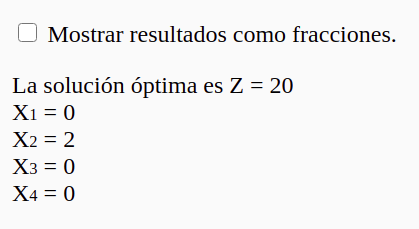 Mostrar resultados como fracciones.
La solución óptima es Z = 20
X1 = 0
X2 = 2
X3 = 0
X4 = 0